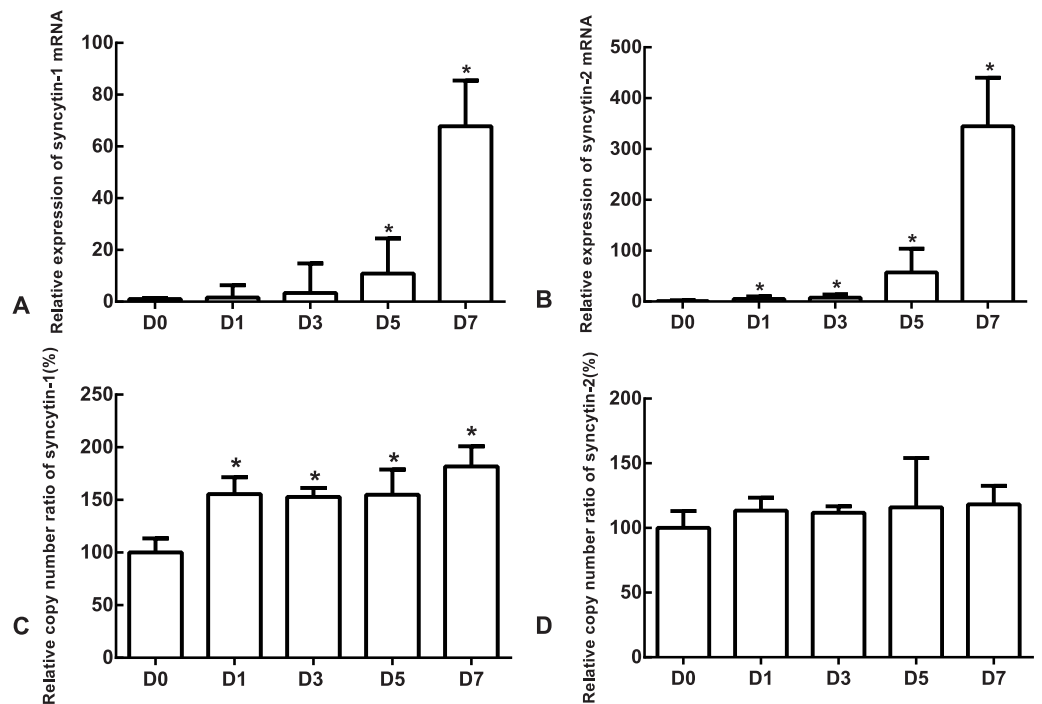 A
Relative expression of syncytin-1 mRNA
100
80
60
40
20
0
*
*
D0 D1 D3 D5 D7
B
Relative expression of syncytin-2 mRNA
500
400
300
200
100
0
*
*
*
*
D0 D1 D3 D5 D7
C
Relative copy number ratio of syncytin-1(%)
250
200
150
100
50
0
*
*
*
*
D0 D1 D3 D5 D7
D
Relative copy number ratio of syncytin-2(%)
200
150
100
50
0
D0 D1 D3 D5 D7